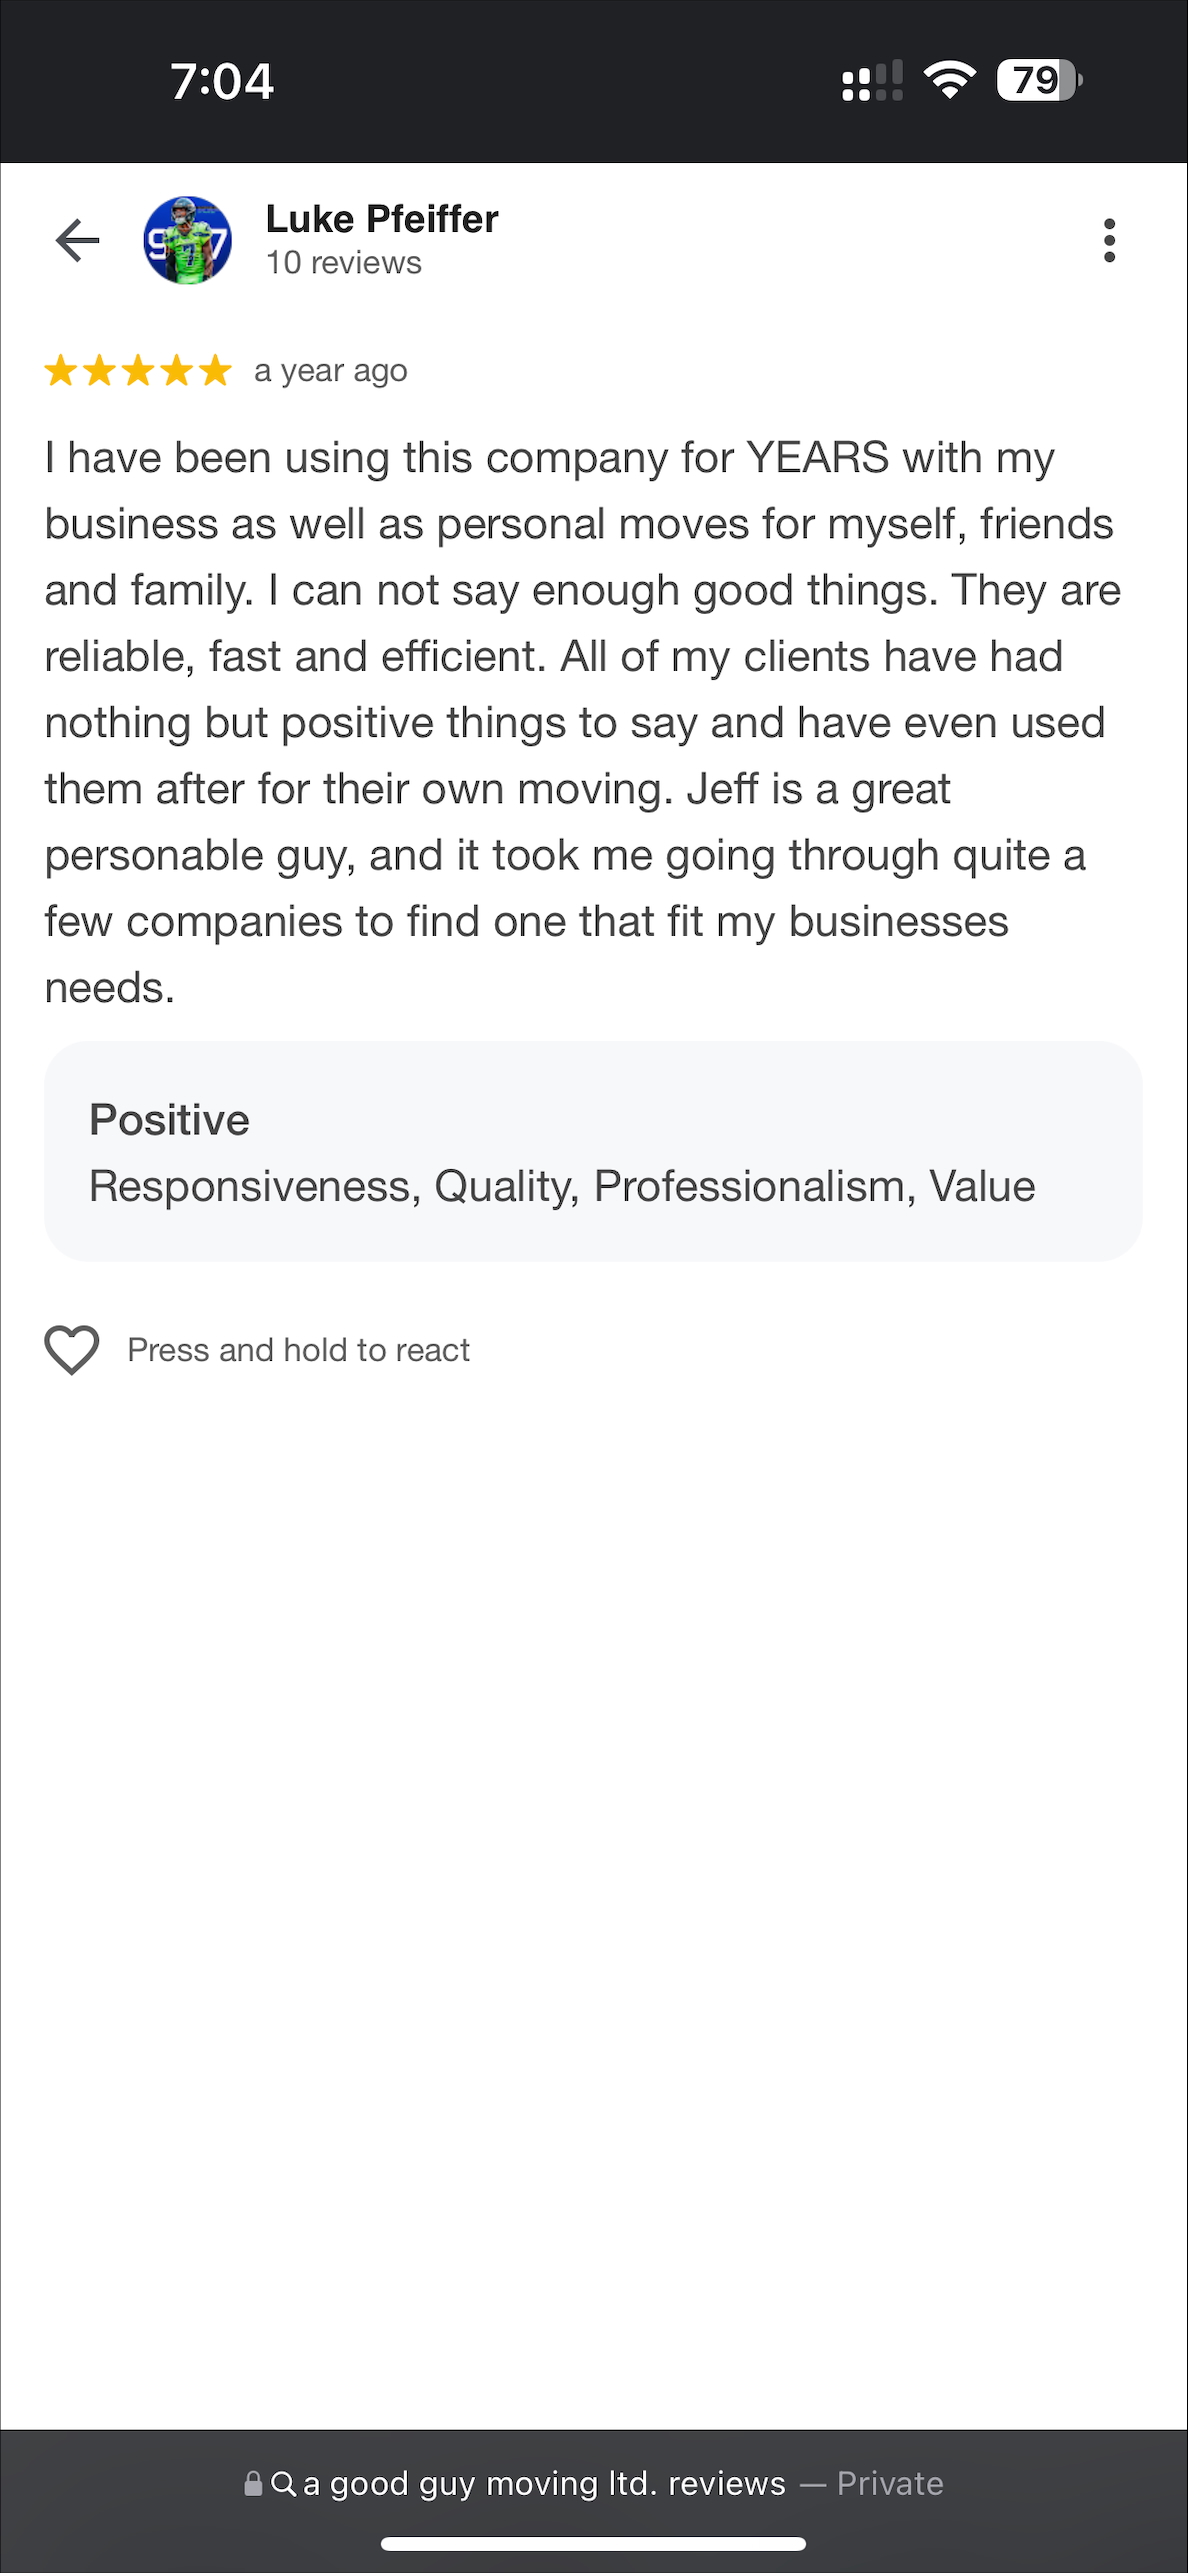 7:04
79
Luke Pfeiffer
10 reviews
a year ago
I have been using this company for YEARS with my
business as well as personal moves for myself, friends
and family. I can not say enough good things. They are
reliable, fast and efficient. All of my clients have had
nothing but positive things to say and have even used
them after for their own moving. Jeff is a great
personable guy, and it took me going through quite a
few companies to find one that fit my businesses
needs.
Positive
Responsiveness, Quality, Professionalism, Value
Press and hold to react
a good guy moving ltd. reviews — Private